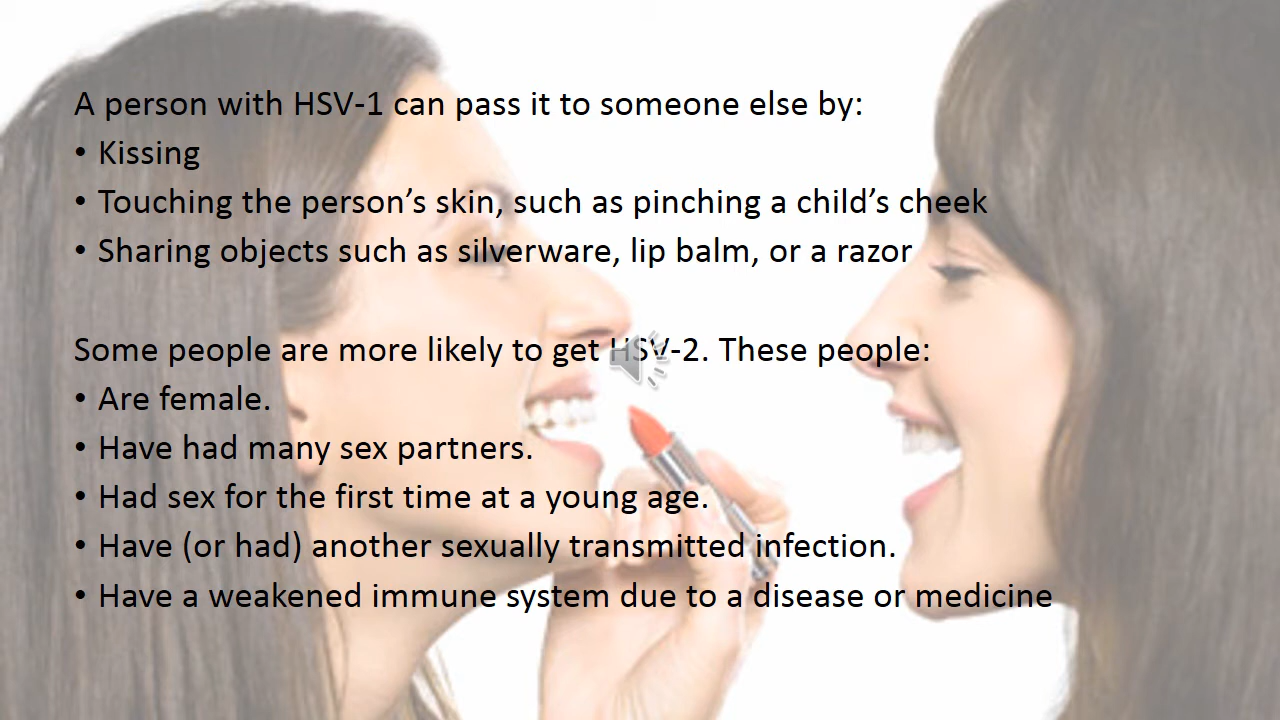 A person with HSV-1 can pass it to someone else by:
• Kissing
• Touching the person’s skin, such as pinching a child’s cheek
• Sharing objects such as silverware, lip balm, or a razor
Some people are more likely to get HSV-2. These people:
• Are female.
• Have had many sex partners.
• Had sex for the first time at a young age.
• Have (or had) another sexually transmitted infection.
• Have a weakened immune system due to a disease or medicine